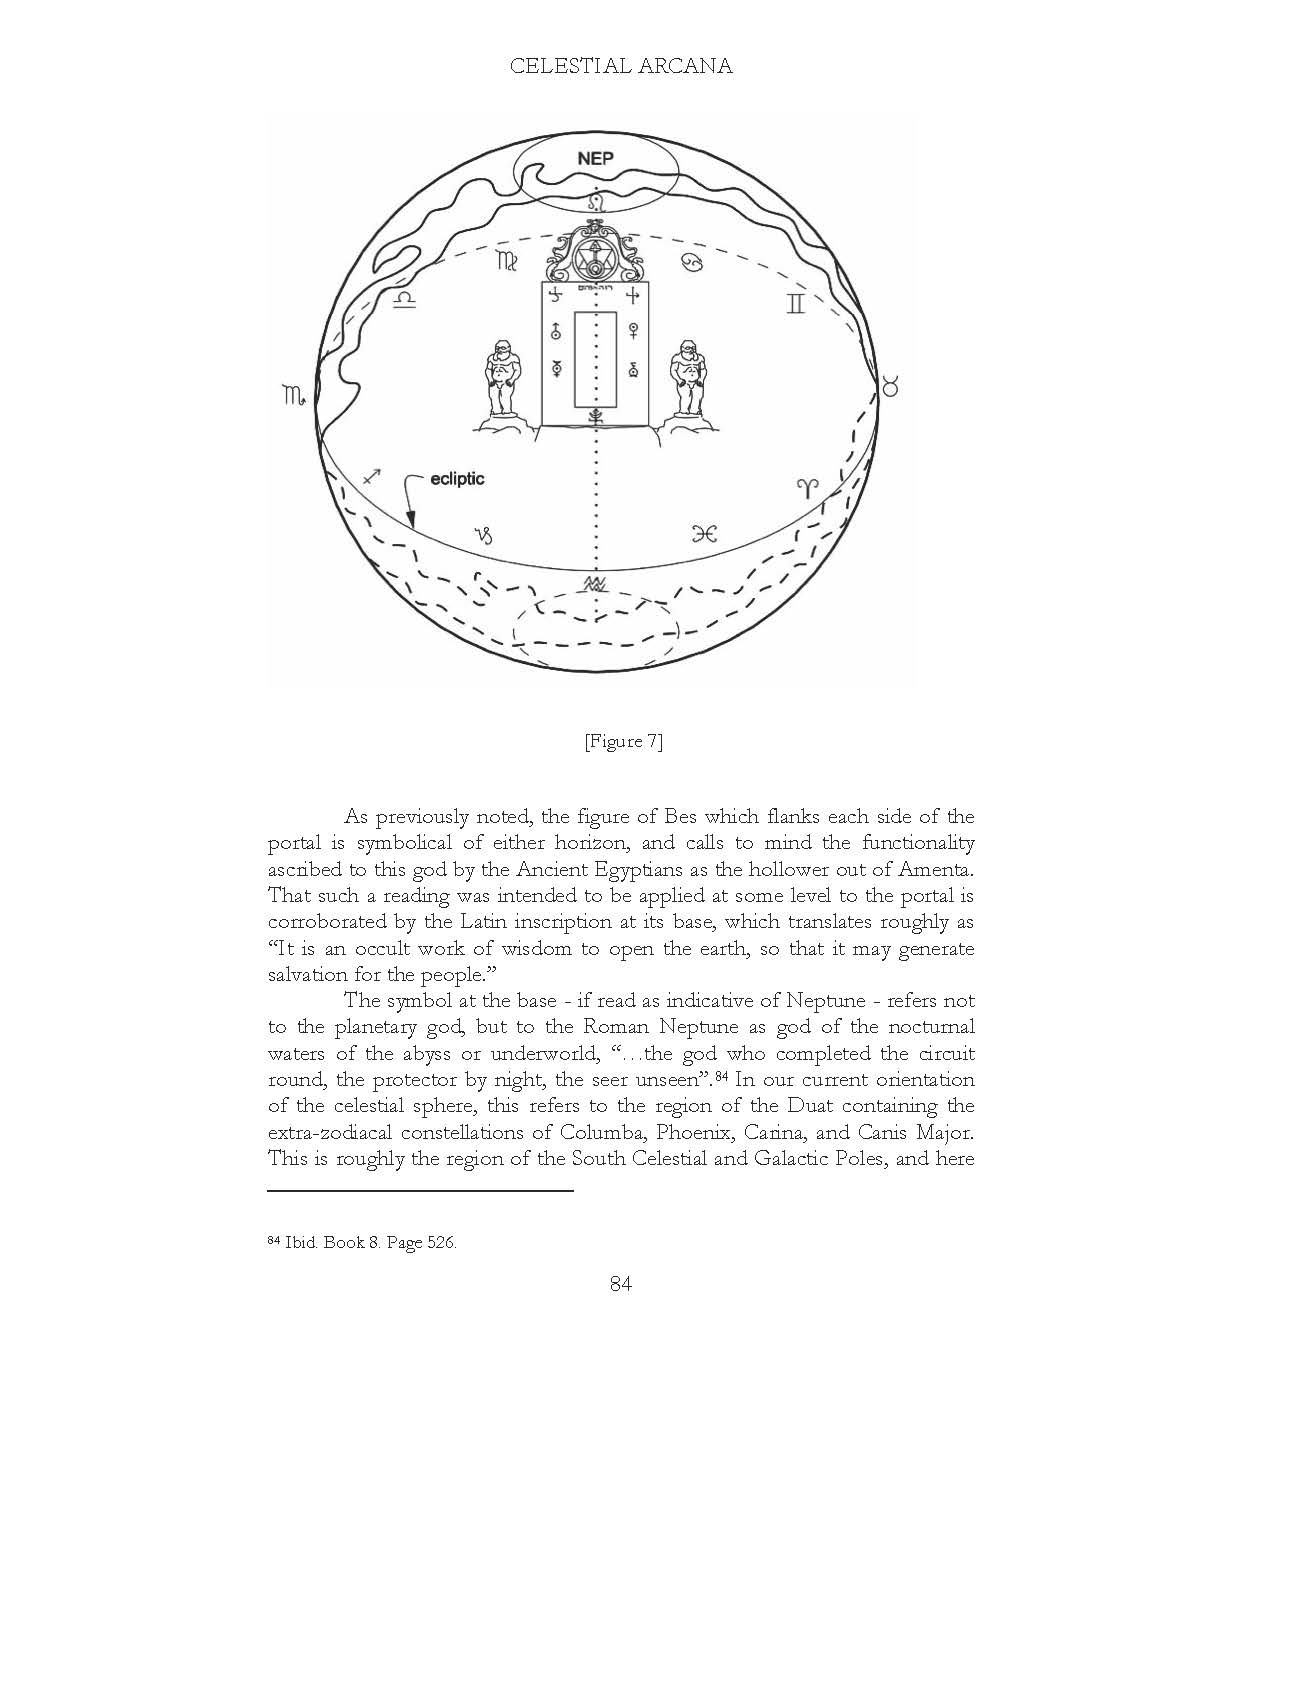 CELESTIAL ARCANA
NEP
♌
♍ ♋
♎ ♊
♄ ♃
♂ ♀
☿
♏ ♉
♐ ecliptic ♈
♑ ♓
♒
[Figure 7]
As previously noted, the figure of Bes which flanks each side of the
portal is symbolical of either horizon, and calls to mind the functionality
ascribed to this god by the Ancient Egyptians as the hollower out of Amenta.
That such a reading was intended to be applied at some level to the portal is
corroborated by the Latin inscription at its base, which translates roughly as
“It is an occult work of wisdom to open the earth, so that it may generate
salvation for the people.”
The symbol at the base - if read as indicative of Neptune - refers not
to the planetary god, but to the Roman Neptune as god of the nocturnal
waters of the abyss or underworld, “…the god who completed the circuit
round, the protector by night, the seer unseen”.84 In our current orientation
of the celestial sphere, this refers to the region of the Duat containing the
extra-zodiacal constellations of Columba, Phoenix, Carina, and Canis Major.
This is roughly the region of the South Celestial and Galactic Poles, and here
84 Ibid. Book 8. Page 526.
84